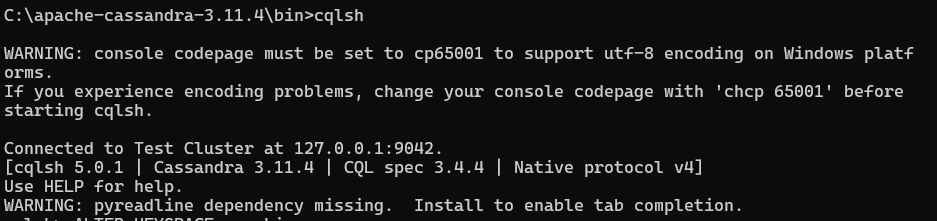 C:\apache-cassandra-3.11.4\bin>cqlsh
WARNING: console codepage must be set to cp65001 to support utf-8 encoding on Windows platf
orms.
If you experience encoding problems, change your console codepage with 'chcp 65001' before
starting cqlsh.
Connected to Test Cluster at 127.0.0.1:9042.
[cqlsh 5.0.1 | Cassandra 3.11.4 | CQL spec 3.4.4 | Native protocol v4]
Use HELP for help.
WARNING: pyreadline dependency missing.  Install to enable tab completion.